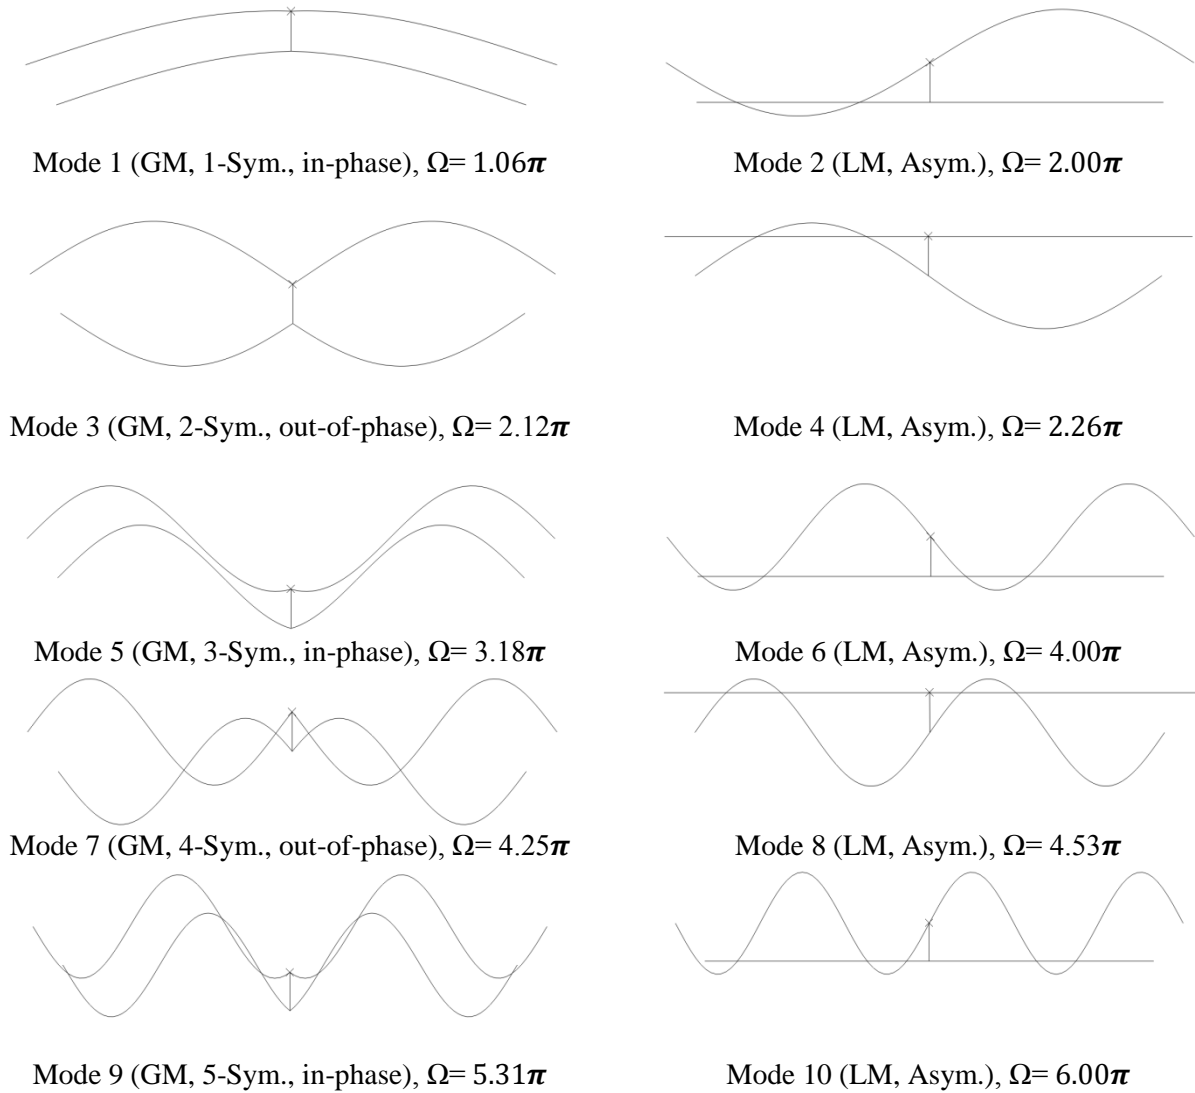 Mode 1 (GM, 1-Sym., in-phase), Ω= 1.06π
Mode 2 (LM, Asym.), Ω= 2.00π
Mode 3 (GM, 2-Sym., out-of-phase), Ω= 2.12π
Mode 4 (LM, Asym.), Ω= 2.26π
Mode 5 (GM, 3-Sym., in-phase), Ω= 3.18π
Mode 6 (LM, Asym.), Ω= 4.00π
Mode 7 (GM, 4-Sym., out-of-phase), Ω= 4.25π
Mode 8 (LM, Asym.), Ω= 4.53π
Mode 9 (GM, 5-Sym., in-phase), Ω= 5.31π
Mode 10 (LM, Asym.), Ω= 6.00π